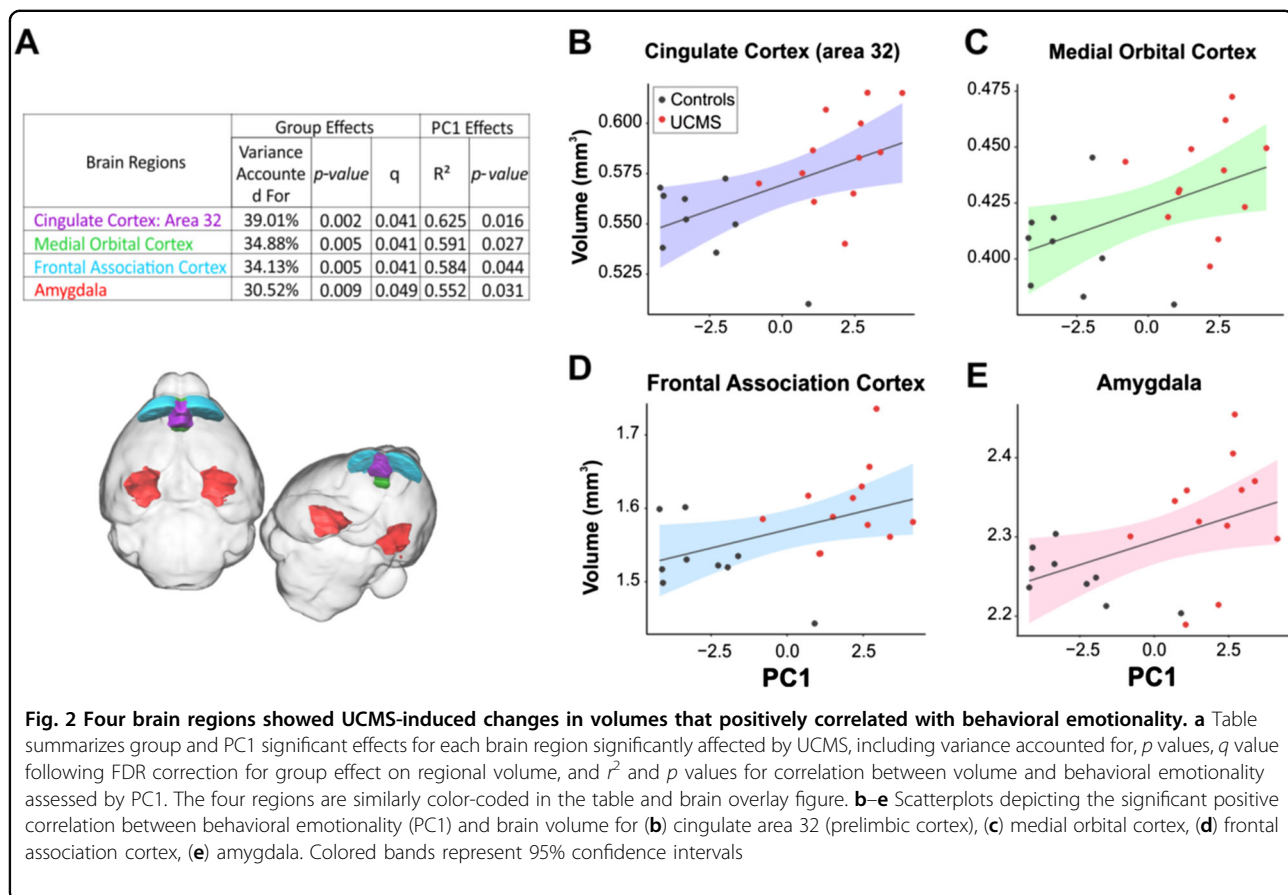 A
Group Effects PC1 Effects
Brain Regions Variance Accounte d For p-value q R² p-value
Cingulate Cortex: Area 32 39.01% 0.002 0.041 0.625 0.016
Medial Orbital Cortex 34.88% 0.005 0.041 0.591 0.027
Frontal Association Cortex 34.13% 0.005 0.041 0.584 0.044
Amygdala 30.52% 0.009 0.049 0.552 0.031
B
Cingulate Cortex (area 32)
Controls
UCMS
Volume (mm³)
0.600
0.575
0.550
0.525
−2.5 0.0 2.5
C
Medial Orbital Cortex
0.475
0.450
0.425
0.400
−2.5 0.0 2.5
D
Frontal Association Cortex
Volume (mm³)
1.7
1.6
1.5
−2.5 0.0 2.5
PC1
E
Amygdala
2.4
2.3
2.2
−2.5 0.0 2.5
PC1
Fig. 2 Four brain regions showed UCMS-induced changes in volumes that positively correlated with behavioral emotionality. a Table
summarizes group and PC1 significant effects for each brain region significantly affected by UCMS, including variance accounted for, p values, q value
following FDR correction for group effect on regional volume, and r² and p values for correlation between volume and behavioral emotionality
assessed by PC1. The four regions are similarly color-coded in the table and brain overlay figure. b–e Scatterplots depicting the significant positive
correlation between behavioral emotionality (PC1) and brain volume for (b) cingulate area 32 (prelimbic cortex), (c) medial orbital cortex, (d) frontal
association cortex, (e) amygdala. Colored bands represent 95% confidence intervals